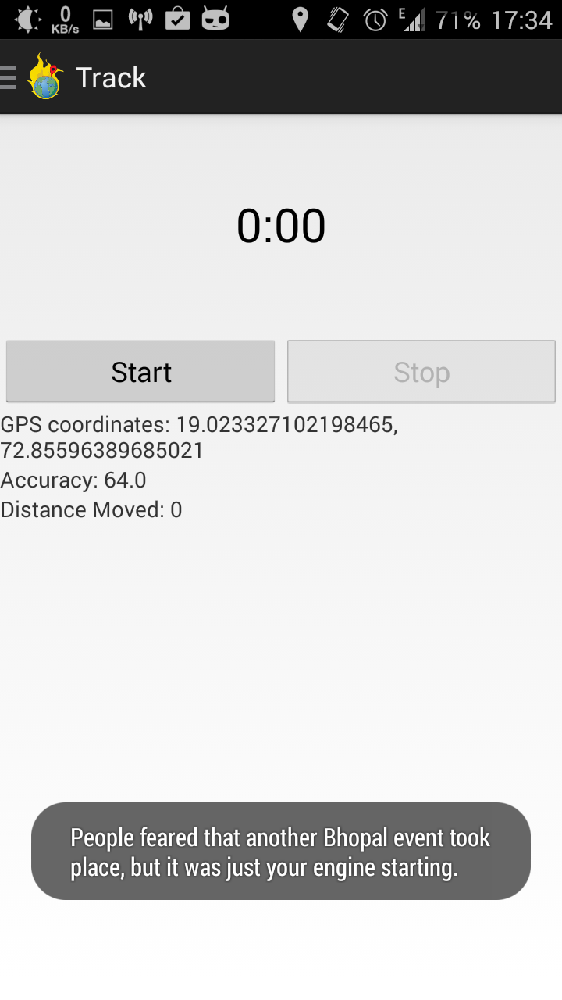 0
KB/s
E
71% 17:34
Track
0:00
Start
Stop
GPS coordinates: 19.023327102198465,
72.85596389685021
Accuracy: 64.0
Distance Moved: 0
People feared that another Bhopal event took
place, but it was just your engine starting.